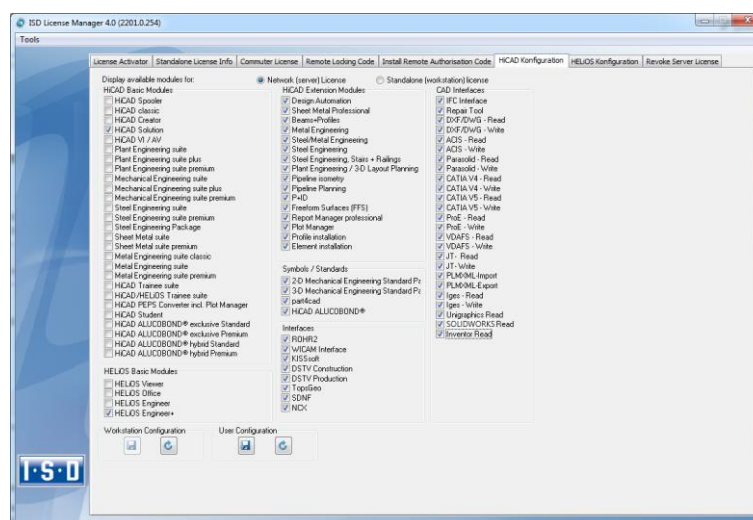 ISD License Manager 4.0 (2201.0.254)
Tools
License Activator
Standalone License Info
Commuter License
Remote Locking Code
Install Remote Authorisation Code
HiCAD Konfiguration
HELiOS Konfiguration
Revoke Server License
Display available modules for:
Network (server) License
Standalone (workstation) license
HiCAD Basic Modules
HiCAD Spooler
HiCAD classic
HiCAD Creator
HiCAD Solution
HiCAD VI / AV
Plant Engineering suite
Plant Engineering suite plus
Plant Engineering suite premium
Mechanical Engineering suite
Mechanical Engineering suite plus
Mechanical Engineering suite premium
Steel Engineering suite
Steel Engineering suite premium
Steel Engineering Package
Sheet Metal suite
Sheet Metal suite premium
Metal Engineering suite classic
Metal Engineering suite
Metal Engineering suite premium
HiCAD Trainee suite
HiCAD/HELiOS Trainee suite
HiCAD PEPS Converter incl. Plot Manager
HiCAD Student
HiCAD ALUCOBOND® exclusive Standard
HiCAD ALUCOBOND® exclusive Premium
HiCAD ALUCOBOND® hybrid Standard
HiCAD ALUCOBOND® hybrid Premium
HELiOS Basic Modules
HELiOS Viewer
HELiOS Office
HELiOS Engineer
HELiOS Engineer+
HiCAD Extension Modules
Design Automation
Sheet Metal Professional
Beams+Profiles
Metal Engineering
Steel/Metal Engineering
Steel Engineering
Steel Engineering, Stairs + Railings
Plant Engineering / 3-D Layout Planning
Pipeline isometry
Pipeline Planning
P+ID
Freeform Surfaces (FFS)
Report Manager professional
Plot Manager
Profile installation
Element installation
Symbols / Standards
2-D Mechanical Engineering Standard Pa
3-D Mechanical Engineering Standard Pa
part4cad
HiCAD ALUCOBOND®
Interfaces
ROHR2
WICAM Interface
KISSsoft
DSTV Construction
DSTV Production
TopsGeo
SDNF
NCX
CAD Interfaces
IFC Interface
Repair Tool
DXF/DWG - Read
DXF/DWG - Write
ACIS - Read
ACIS - Write
Parasolid - Read
Parasolid - Write
CATIA V4 - Read
CATIA V4 - Write
CATIA V5 - Read
CATIA V5 - Write
ProE - Read
ProE - Write
VDAFS - Read
VDAFS - Write
JT - Read
JT - Write
PLMXML-Import
PLMXML-Export
Iges - Read
Iges - Write
Unigraphics Read
SOLIDWORKS Read
Inventor Read
Workstation Configuration
User Configuration
I·S·D